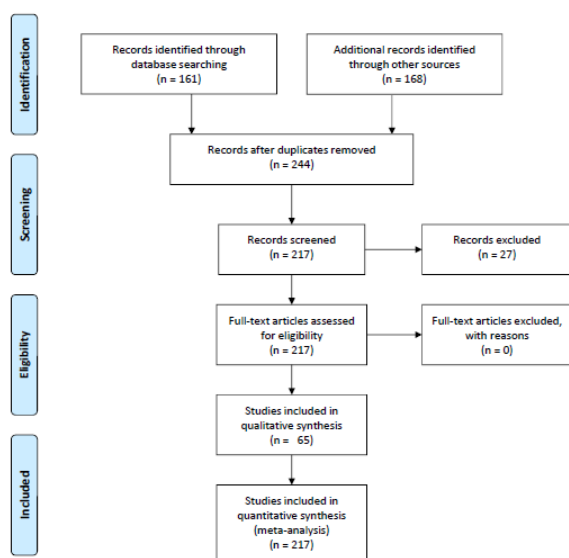 Identification
Records identified through
database searching
(n = 161)
Additional records identified
through other sources
(n = 168)
Records after duplicates removed
(n = 244)
Screening
Records screened
(n = 217)
Records excluded
(n = 27)
Eligibility
Full-text articles assessed
for eligibility
(n = 217)
Full-text articles excluded,
with reasons
(n = 0)
Studies included in
qualitative synthesis
(n = 65)
Included
Studies included in
quantitative synthesis
(meta-analysis)
(n = 217)